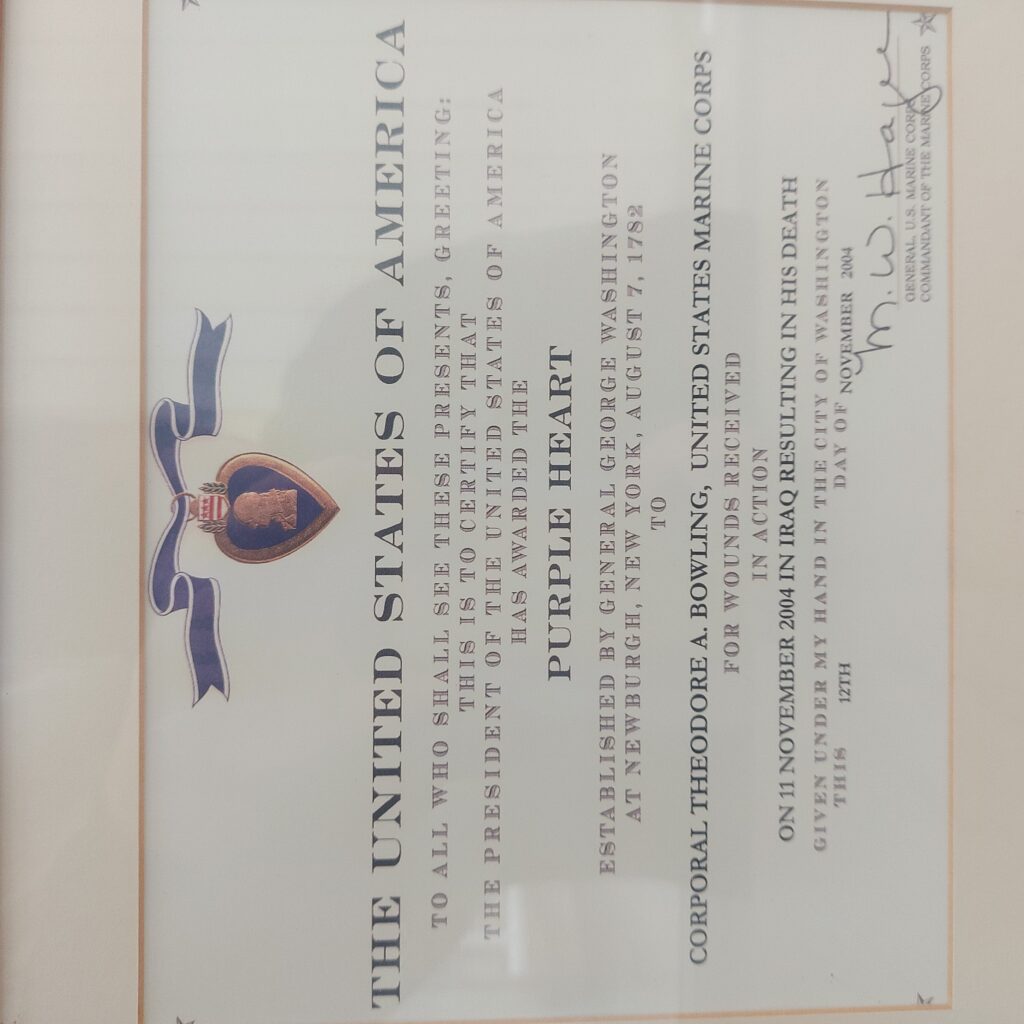 THE UNITED STATES OF AMERICA
TO ALL WHO SHALL SEE THESE PRESENTS, GREETING:
THIS IS TO CERTIFY THAT
THE PRESIDENT OF THE UNITED STATES OF AMERICA
HAS AWARDED THE
PURPLE HEART
ESTABLISHED BY GENERAL GEORGE WASHINGTON
AT NEWBURGH, NEW YORK, AUGUST 7, 1782
TO
CORPORAL THEODORE A. BOWLING, UNITED STATES MARINE CORPS
FOR WOUNDS RECEIVED
IN ACTION
ON 11 NOVEMBER 2004 IN IRAQ RESULTING IN HIS DEATH
GIVEN UNDER MY HAND IN THE CITY OF WASHINGTON
THIS 12TH DAY OF NOVEMBER 2004
M. W. Hagee
GENERAL, U.S. MARINE CORPS
COMMANDANT OF THE MARINE CORPS